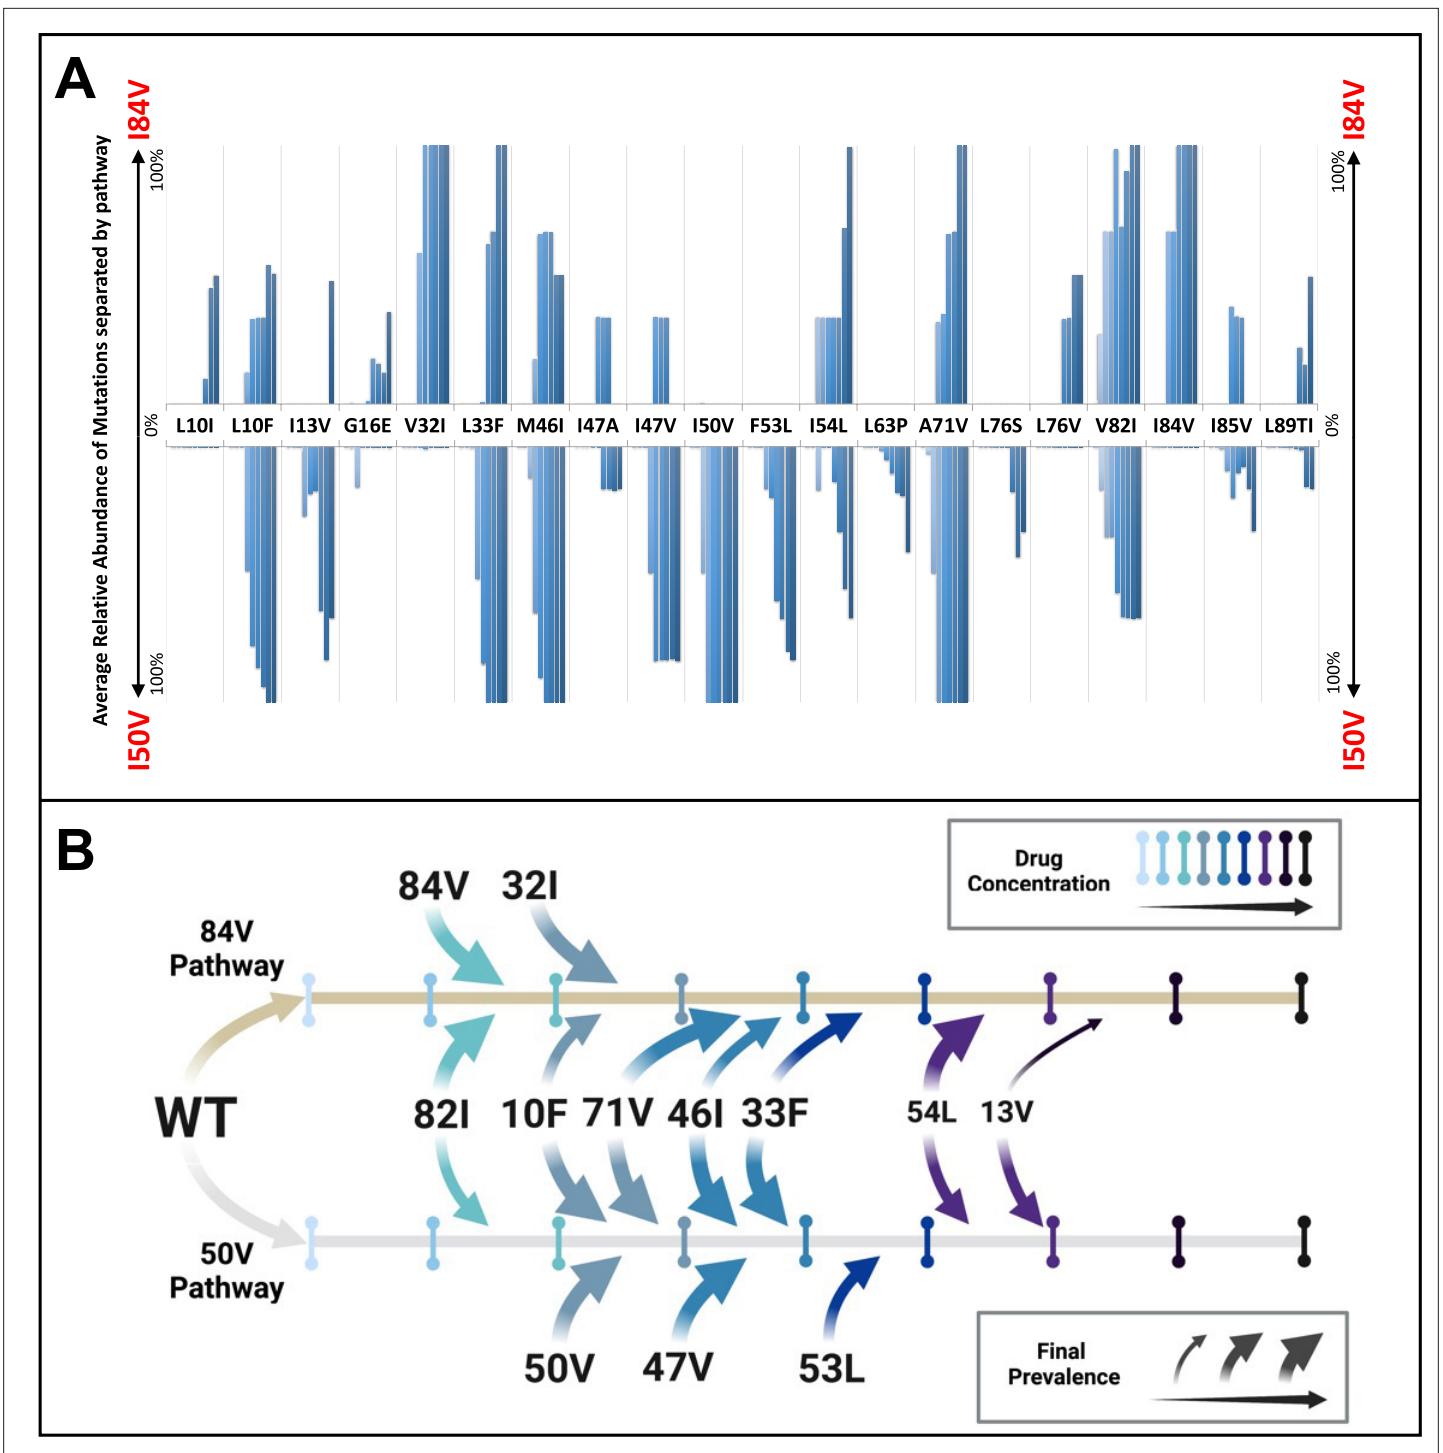 A
I84V
I84V
Average Relative Abundance of Mutations separated by pathway
100%
100%
0%
L10I L10F I13V G16E V32I L33F M46I I47A I47V I50V F53L I54L L63P A71V L76S L76V V82I I84V I85V L89TI
0%
100%
100%
I50V
I50V
B
Drug
Concentration
84V 32I
84V
Pathway
WT
82I 10F 71V 46I 33F 54L 13V
50V
Pathway
50V 47V 53L
Final
Prevalence